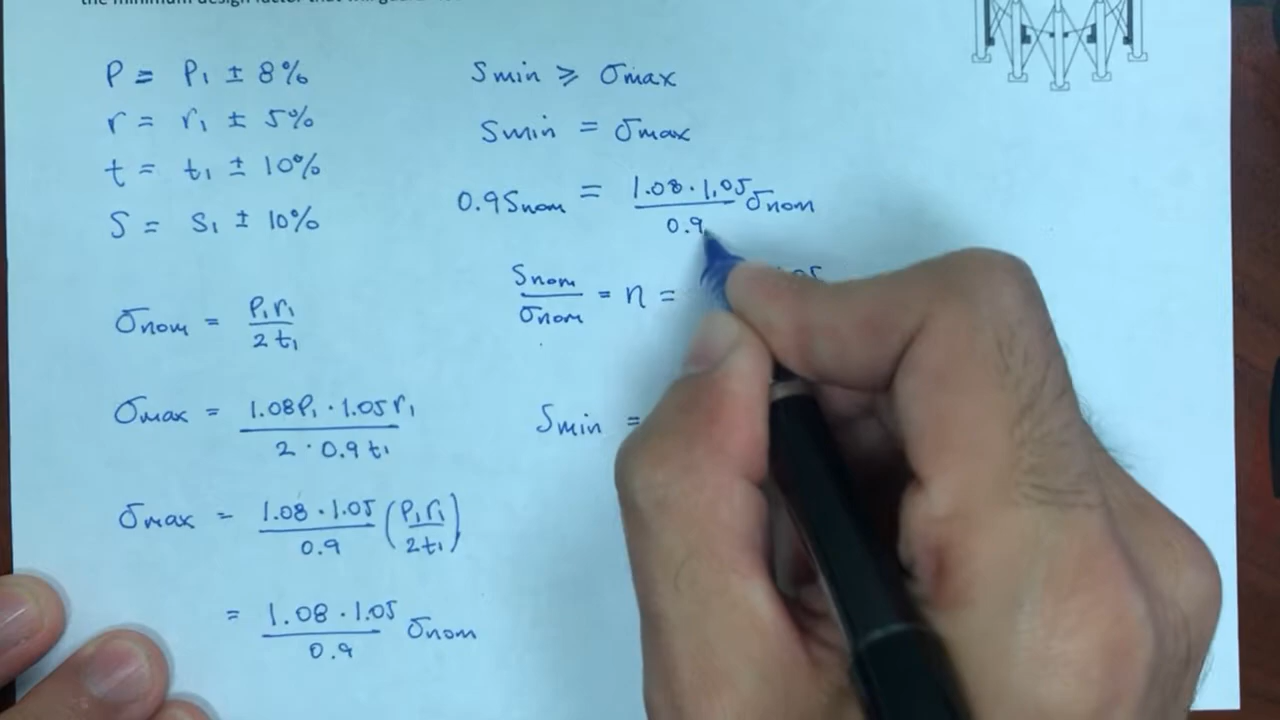 P = P₁ ± 8%
r = r₁ ± 5%
t = t₁ ± 10%
S = S₁ ± 10%
σnom = P₁r₁ / 2t₁
σmax = 1.08P₁ · 1.05r₁ / 2 · 0.9t₁
σmax = 1.08 · 1.05 / 0.9 (P₁r₁ / 2t₁)
= 1.08 · 1.05 / 0.9 σnom
Smin ≥ σmax
Smin = σmax
0.9Snom = 1.08 · 1.05 / 0.9 σnom
Snom / σnom = n =
Smin =